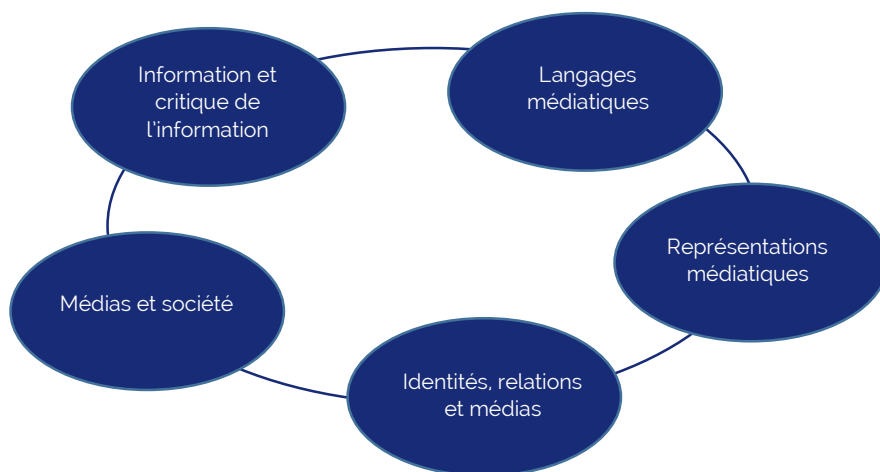 Information et
critique de
l'information
Langages
médiatiques
Représentations
médiatiques
Identités, relations
et médias
Médias et société